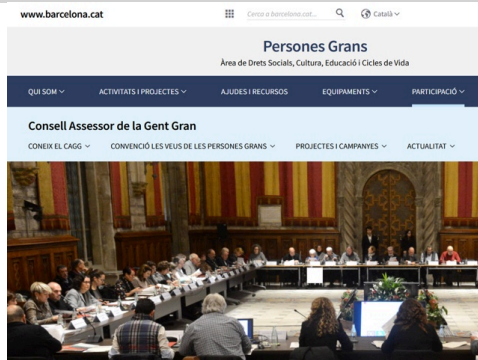 www.barcelona.cat
Cerca a barcelona.cat...
Català
Persones Grans
Àrea de Drets Socials, Cultura, Educació i Cicles de Vida
QUI SOM ACTIVITATS I PROJECTES AJUDES I RECURSOS EQUIPAMENTS PARTICIPACIÓ
Consell Assessor de la Gent Gran
CONEIX EL CAGG CONVENCIÓ LES VEUS DE LES PERSONES GRANS PROJECTES I CAMPANYES ACTUALITAT